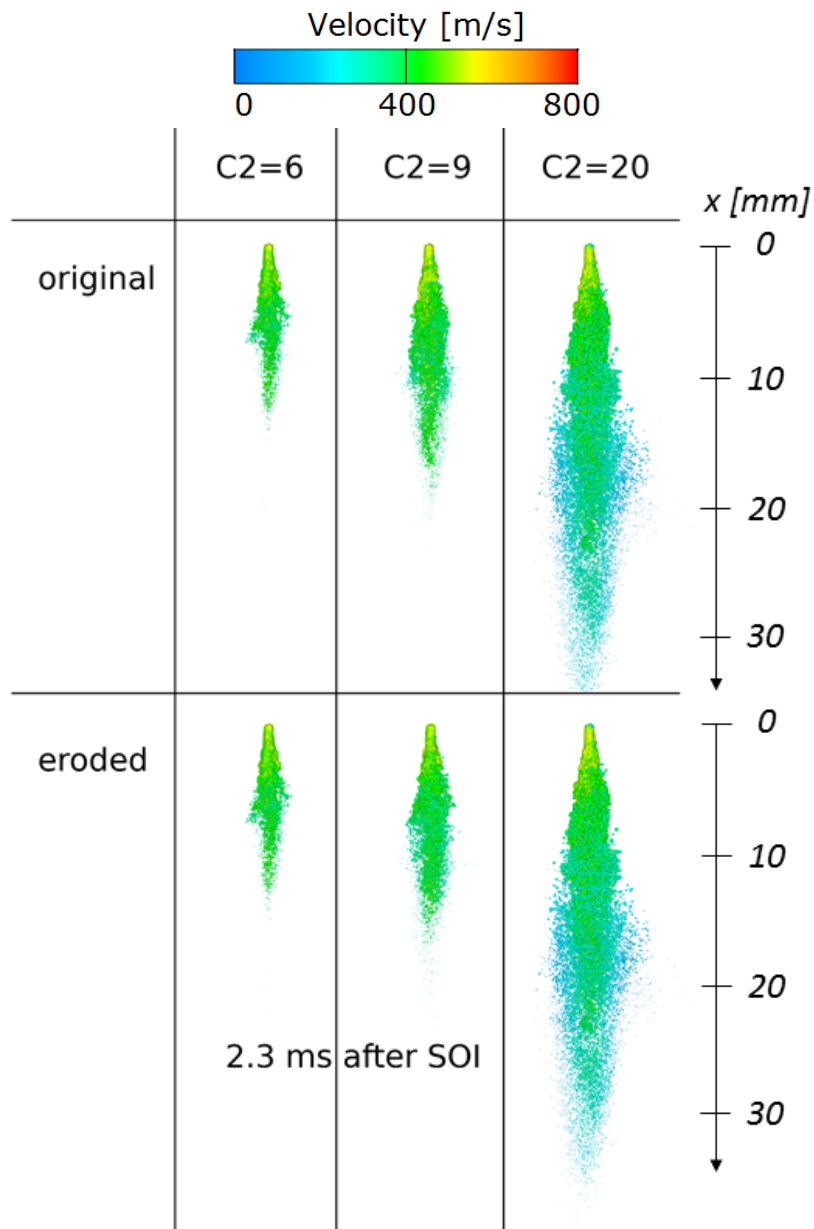 Velocity [m/s]
0 400 800
C2=6 C2=9 C2=20
x [mm]
0
original
10
20
30
0
eroded
10
20
2.3 ms after SOI
30